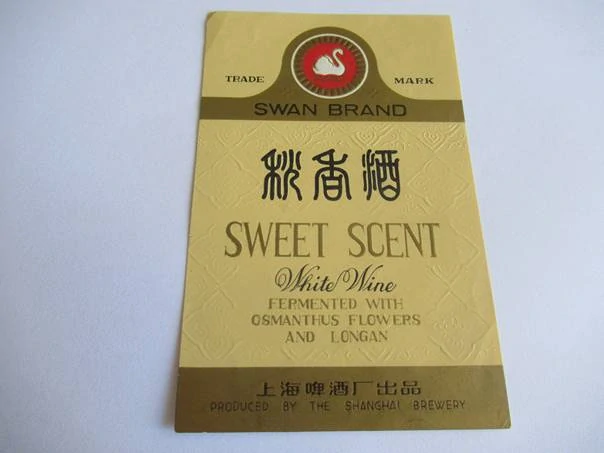 TRADE MARK
SWAN BRAND
秋香酒
SWEET SCENT
White Wine
FERMENTED WITH
OSMANTHUS FLOWERS
AND LONGAN
上海啤酒厂出品
PRODUCED BY THE SHANGHAI BREWERY